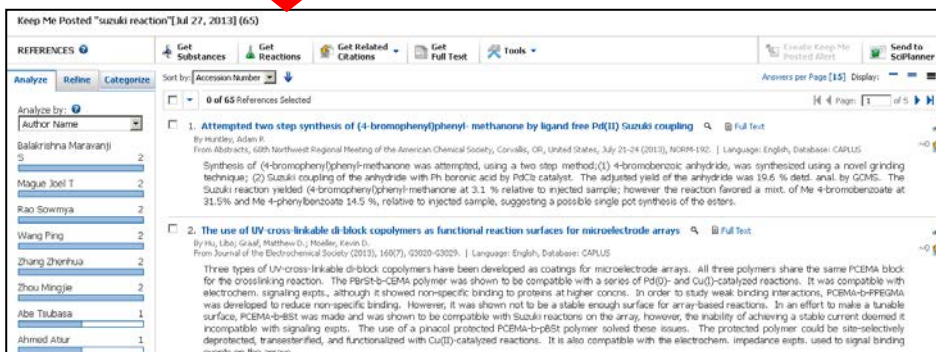 Keep Me Posted "suzuki reaction"[Jul 27, 2013] (65)
REFERENCES
Get Substances
Get Reactions
Get Related Citations
Get Full Text
Tools
Create Keep Me Posted Alert
Send to SciPlanner
Analyze Refine Categorize
Sort by: Accession Number
Answers per Page [15] Display:
0 of 65 References Selected
Page: 1 of 5
Analyze by:
Author Name
Balakrishna Maravanji S 2
Mague Joel T 2
Rao Sowmya 2
Wang Ping 2
Zhang Zhenhua 2
Zhou Mingjie 2
Abe Tsubasa 1
Ahmed Atiur 1
1. Attempted two step synthesis of (4-bromophenyl)phenyl- methanone by ligand free Pd(II) Suzuki coupling Full Text
By Huntley, Adam R.
From Abstracts, 68th Northwest Regional Meeting of the American Chemical Society, Corvallis, OR, United States, July 21-24 (2013), NORM-192. | Language: English, Database: CAPLUS
~0
Synthesis of (4-bromophenyl)phenyl-methanone was attempted, using a two step method;(1) 4-bromobenzoic anhydride, was synthesized using a novel grinding
technique; (2) Suzuki coupling of the anhydride with Ph boronic acid by PdCl2 catalyst. The adjusted yield of the anhydride was 19.6 % detd. anal. by GCMS. The
Suzuki reaction yielded (4-bromophenyl)phenyl-methanone at 3.1 % relative to injected sample; however the reaction favored a mixt. of Me 4-bromobenzoate at
31.5% and Me 4-phenylbenzoate 14.5 %, relative to injected sample, suggesting a possible single pot synthesis of the esters.
2. The use of UV-cross-linkable di-block copolymers as functional reaction surfaces for microelectrode arrays Full Text
By Hu, Libo; Graaf, Matthew D.; Moeller, Kevin D.
From Journal of the Electrochemical Society (2013), 160(7), G3020-G3029. | Language: English, Database: CAPLUS
~0
Three types of UV-cross-linkable di-block copolymers have been developed as coatings for microelectrode arrays. All three polymers share the same PCEMA block
for the crosslinking reaction. The PBrSt-b-CEMA polymer was shown to be compatible with a series of Pd(0)- and Cu(I)-catalyzed reactions. It was compatible with
electrochem. signaling expts., although it showed non-specific binding to proteins at higher concns. In order to study weak binding interactions, PCEMA-b-PPEGMA
was developed to reduce non-specific binding. However, it was shown not to be a stable enough surface for array-based reactions. In an effort to make a tunable
surface, PCEMA-b-BSt was made and was shown to be compatible with Suzuki reactions on the array, however, the inability of achieving a stable current deemed it
incompatible with signaling expts. The use of a pinacol protected PCEMA-b-pBSt polymer solved these issues. The protected polymer could be site-selectively
deprotected, transesterified, and functionalized with Cu(II)-catalyzed reactions. It is also compatible with the electrochem. impedance expts. used to signal binding
events on the arrays.